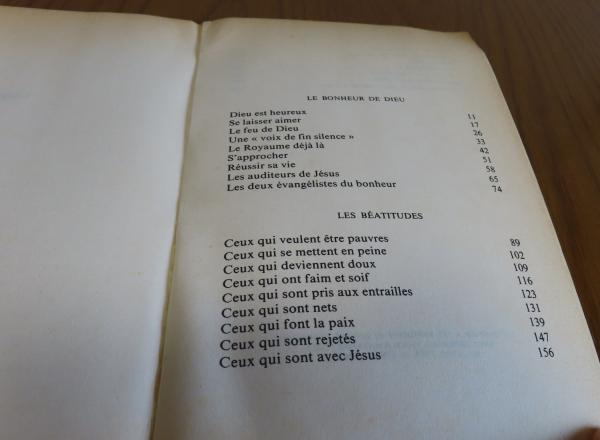 LE BONHEUR DE DIEU
Dieu est heureux 11
Se laisser aimer 17
Le feu de Dieu 26
Une « voix de fin silence » 33
Le Royaume déjà là 42
S'approcher 51
Réussir sa vie 58
Les auditeurs de Jésus 65
Les deux évangélistes du bonheur 74
LES BÉATITUDES
Ceux qui veulent être pauvres 89
Ceux qui se mettent en peine 102
Ceux qui deviennent doux 109
Ceux qui ont faim et soif 116
Ceux qui sont pris aux entrailles 123
Ceux qui sont nets 131
Ceux qui font la paix 139
Ceux qui sont rejetés 147
Ceux qui sont avec Jésus 156